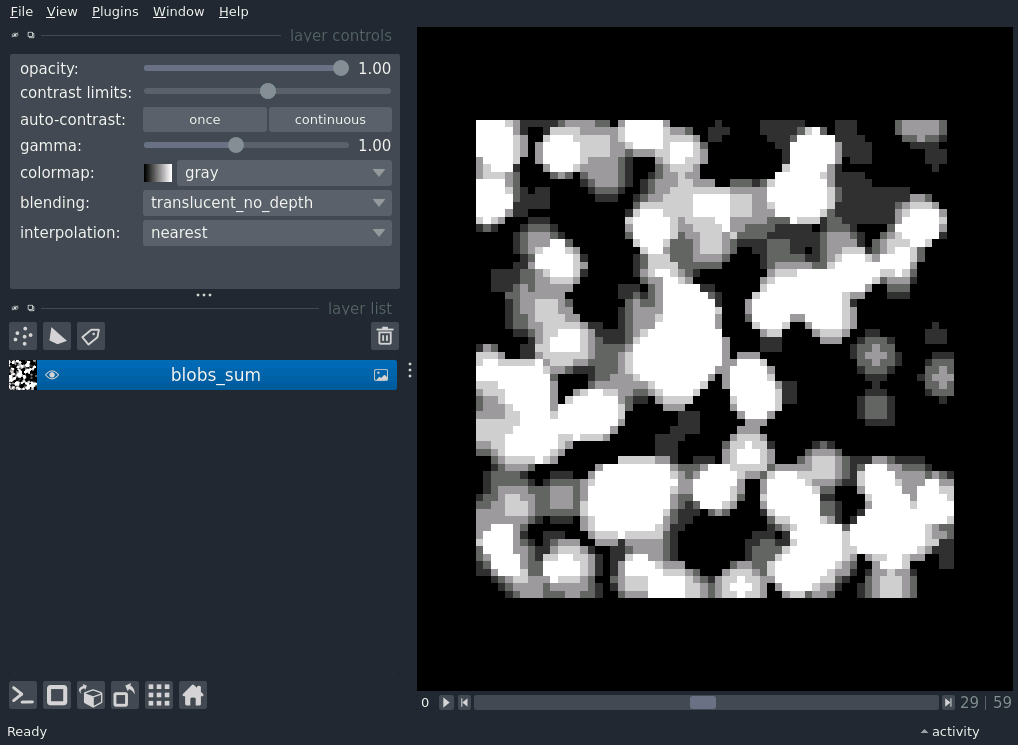 File View Plugins Window Help
layer controls
opacity: 1.00
contrast limits:
auto-contrast: once continuous
gamma: 1.00
colormap: gray
blending: translucent_no_depth
interpolation: nearest
layer list
blobs_sum
0 29 | 59
Ready activity